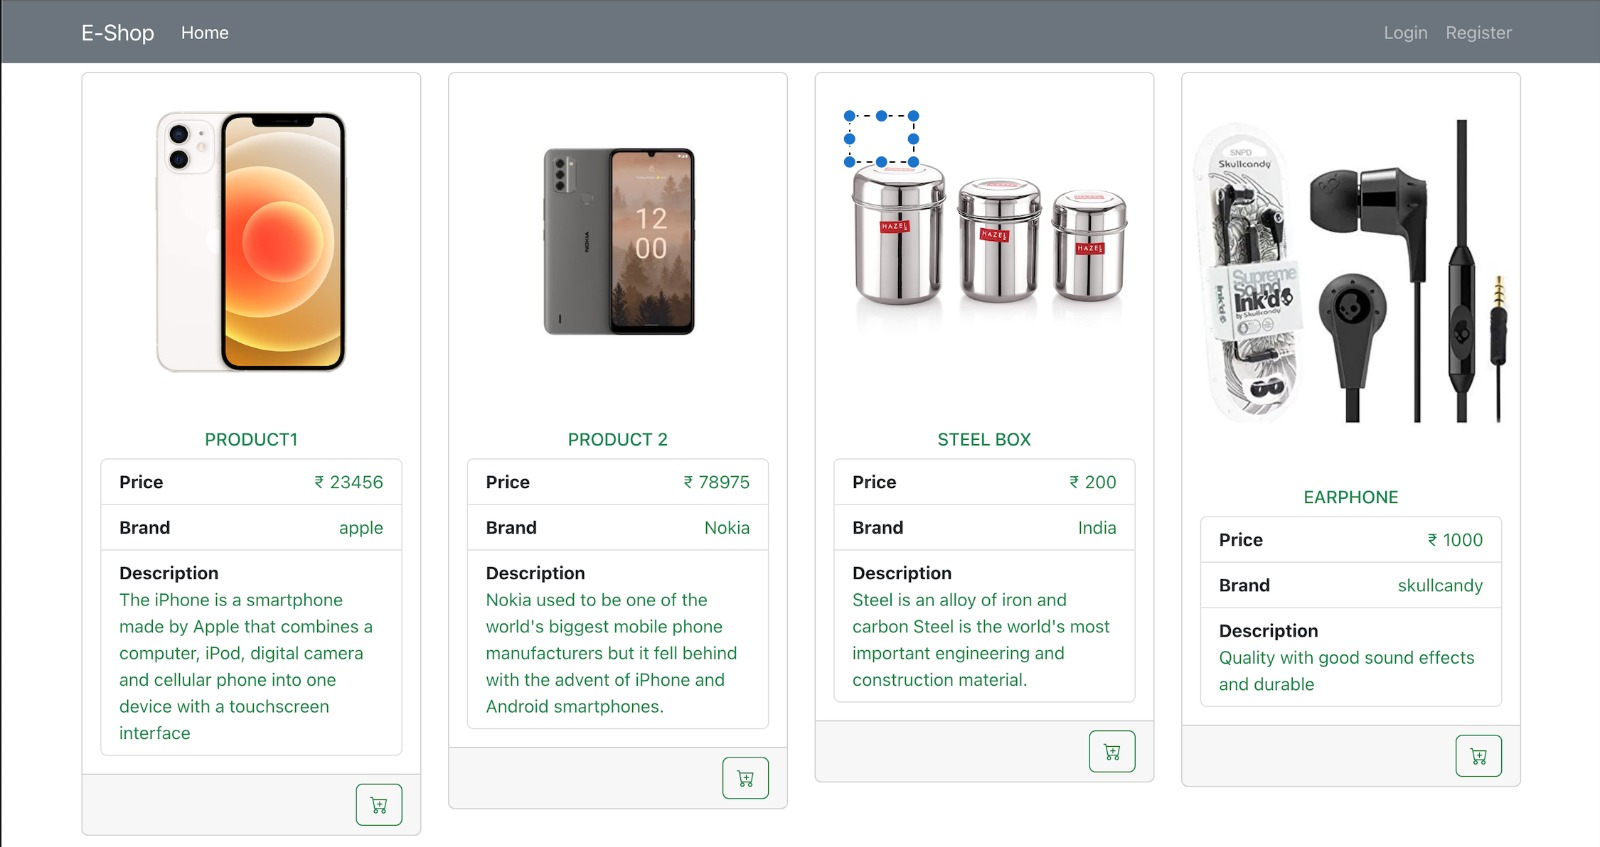 E-Shop Home Login Register
12
00
NOKIA
HAZEL
HAZEL
HAZEL
SNPD
Skullcandy
Supreme
Sound
Ink'd
by Skullcandy
Ink'd
PRODUCT1
Price ₹ 23456
Brand apple
Description
The iPhone is a smartphone
made by Apple that combines a
computer, iPod, digital camera
and cellular phone into one
device with a touchscreen
interface
PRODUCT 2
Price ₹ 78975
Brand Nokia
Description
Nokia used to be one of the
world's biggest mobile phone
manufacturers but it fell behind
with the advent of iPhone and
Android smartphones.
STEEL BOX
Price ₹ 200
Brand India
Description
Steel is an alloy of iron and
carbon Steel is the world's most
important engineering and
construction material.
EARPHONE
Price ₹ 1000
Brand skullcandy
Description
Quality with good sound effects
and durable